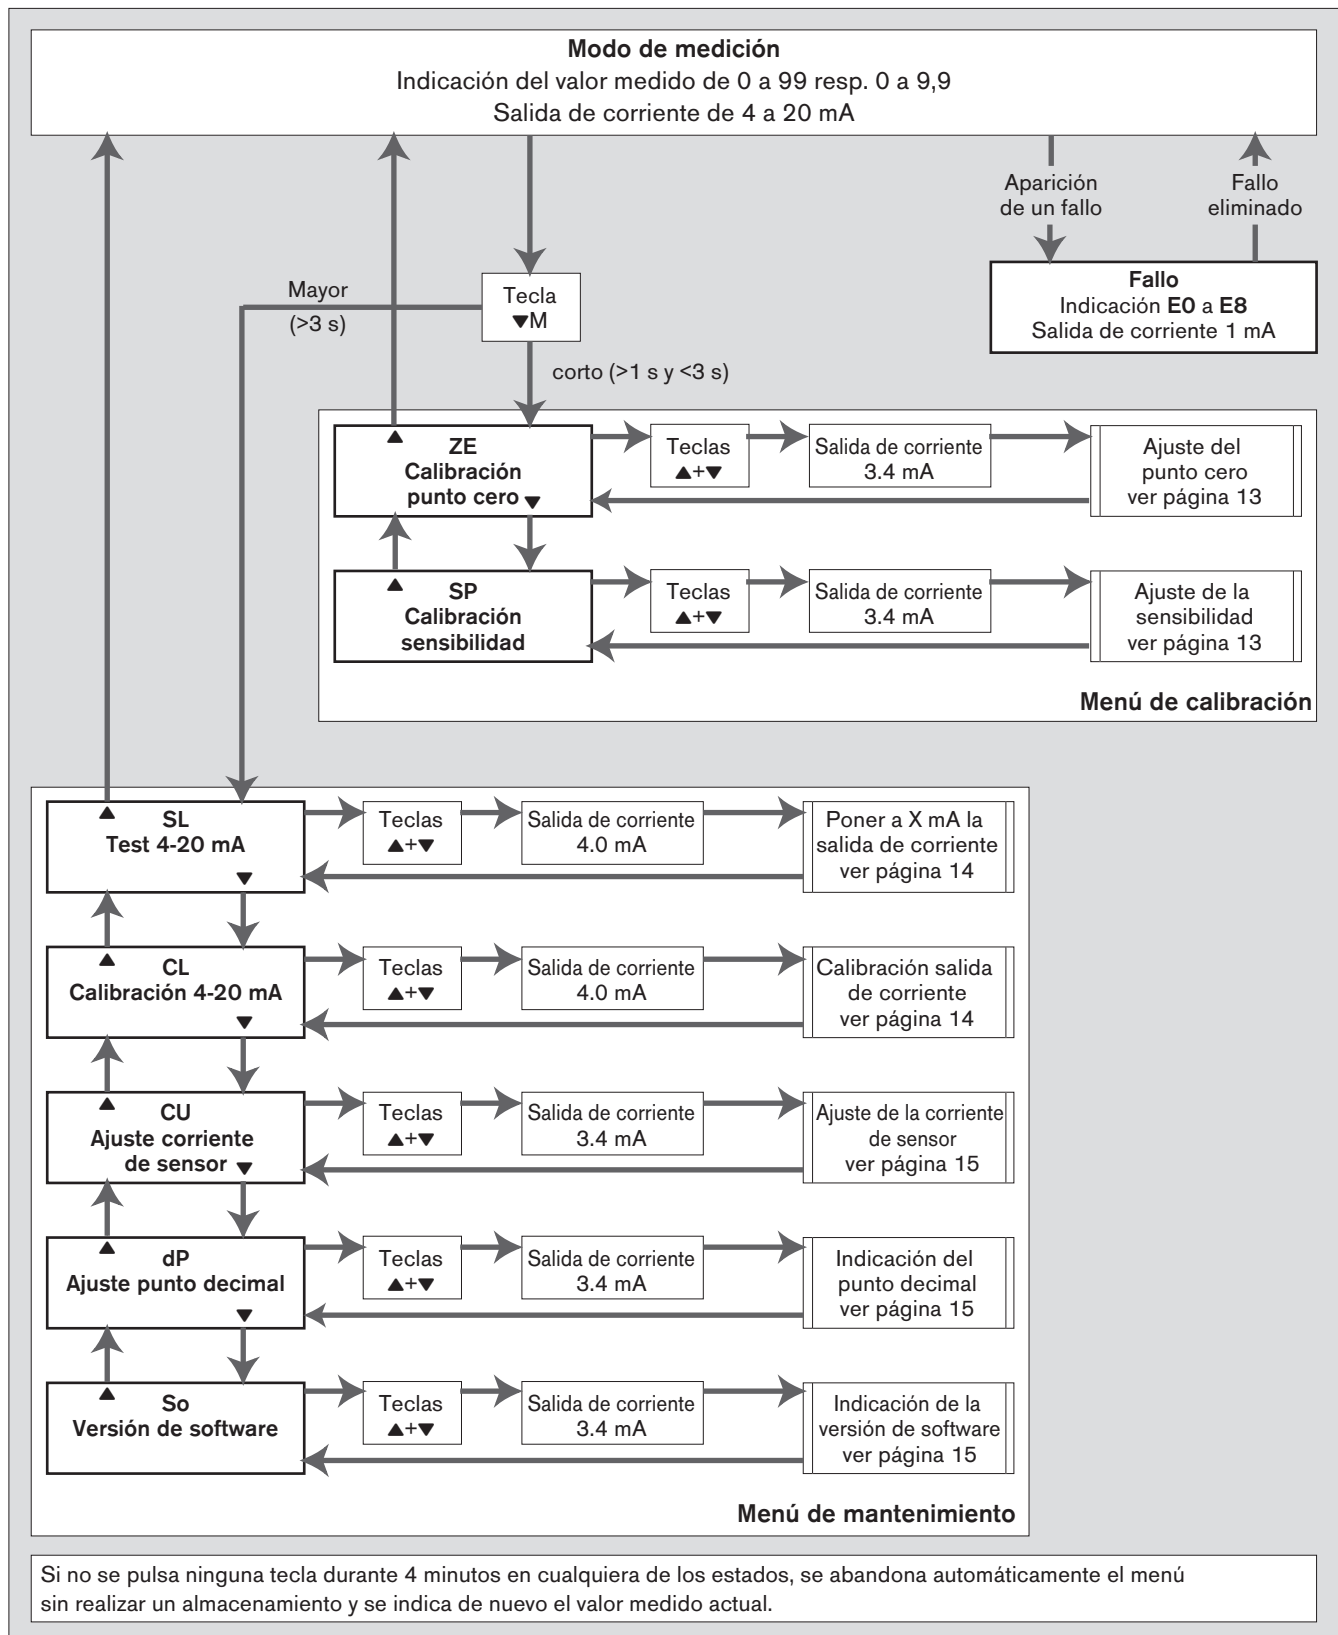 Modo de medición
Indicación del valor medido de 0 a 99 resp. 0 a 9,9
Salida de corriente de 4 a 20 mA
Aparición
de un fallo
Fallo
eliminado
Fallo
Indicación E0 a E8
Salida de corriente 1 mA
Mayor
(>3 s)
Tecla
▼M
corto (>1 s y <3 s)
▲ ZE
Calibración
punto cero ▼
Teclas
▲+▼
Salida de corriente
3.4 mA
Ajuste del
punto cero
ver página 13
▲ SP
Calibración
sensibilidad
Teclas
▲+▼
Salida de corriente
3.4 mA
Ajuste de la
sensibilidad
ver página 13
Menú de calibración
▲ SL
Test 4-20 mA
▼
Teclas
▲+▼
Salida de corriente
4.0 mA
Poner a X mA la
salida de corriente
ver página 14
▲ CL
Calibración 4-20 mA
▼
Teclas
▲+▼
Salida de corriente
4.0 mA
Calibración salida
de corriente
ver página 14
▲ CU
Ajuste corriente
de sensor ▼
Teclas
▲+▼
Salida de corriente
3.4 mA
Ajuste de la corriente
de sensor
ver página 15
▲ dP
Ajuste punto decimal
▼
Teclas
▲+▼
Salida de corriente
3.4 mA
Indicación del
punto decimal
ver página 15
▲ So
Versión de software
Teclas
▲+▼
Salida de corriente
3.4 mA
Indicación de la
versión de software
ver página 15
Menú de mantenimiento
Si no se pulsa ninguna tecla durante 4 minutos en cualquiera de los estados, se abandona automáticamente el menú
sin realizar un almacenamiento y se indica de nuevo el valor medido actual.